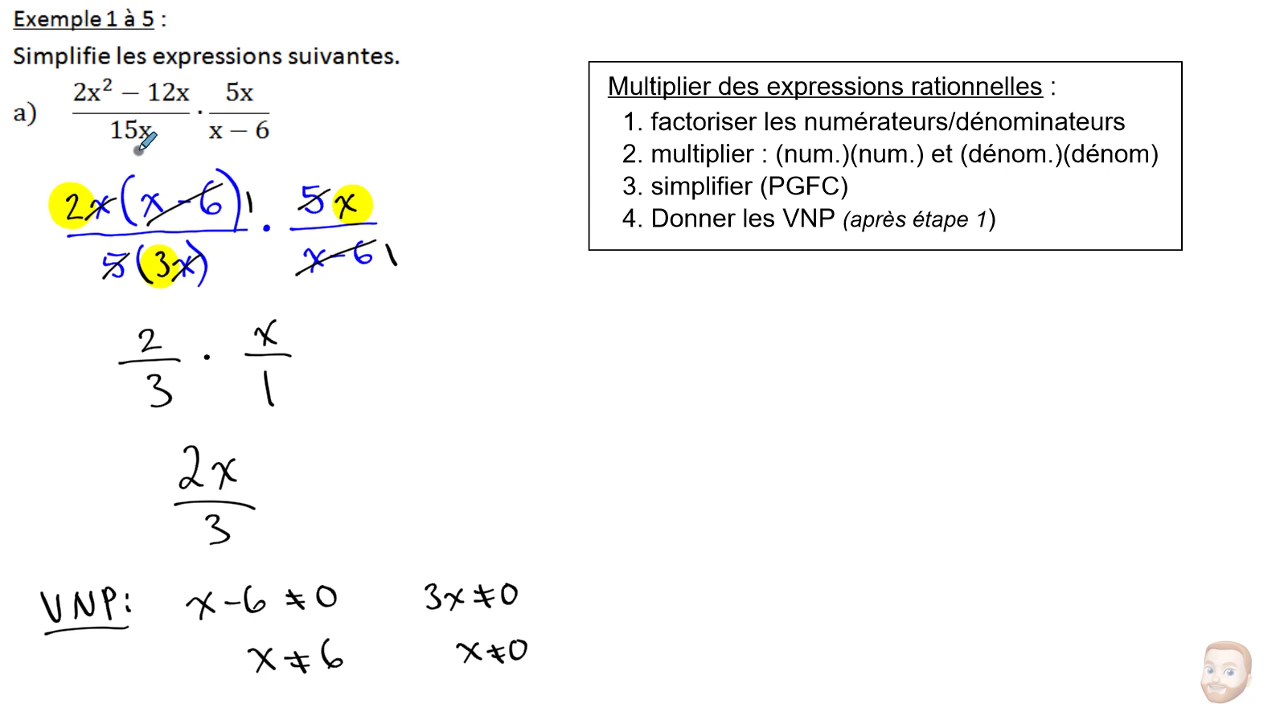 Exemple 1 à 5 :
Simplifie les expressions suivantes.
a) (2x² − 12x)/(15x) · (5x)/(x − 6)
(2x(x-6)1)/(5(3x)) · (5x)/(x-6 1)
2/3 · x/1
2x/3
VNP: x-6≠0 3x≠0
x≠6 x≠0
Multiplier des expressions rationnelles :
1. factoriser les numérateurs/dénominateurs
2. multiplier : (num.)(num.) et (dénom.)(dénom)
3. simplifier (PGFC)
4. Donner les VNP (après étape 1)